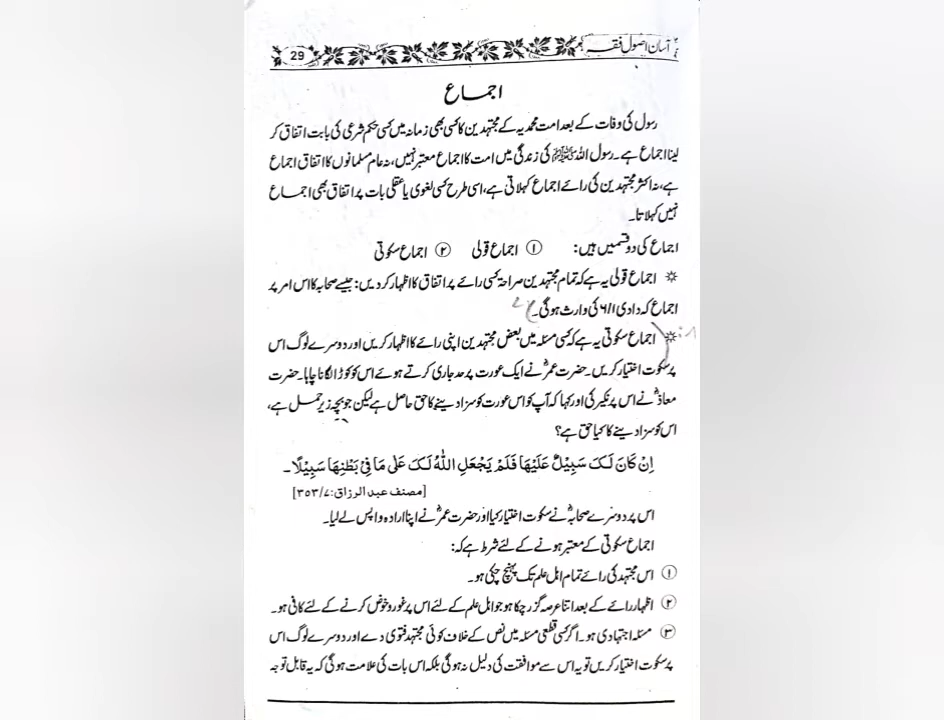 آسان اصول فقہ
29
اجماع
رسول کی وفات کے بعد امت محمدیہ کے مجتہدین کا کسی بھی زمانہ میں کسی حکم شرعی کی بابت اتفاق کر
لینا اجماع ہے۔ رسول اللہ ﷺ کی زندگی میں امت کا اجماع معتبر نہیں، نہ عام مسلمانوں کا اتفاق اجماع
ہے، نہ اکثر مجتہدین کی رائے اجماع کہلاتی ہے، اسی طرح کسی لغوی یا عقلی بات پر اتفاق بھی اجماع
نہیں کہلاتا۔
اجماع کی دو قسمیں ہیں: ① اجماع قولی ② اجماع سکوتی
☼ اجماع قولی یہ ہے کہ تمام مجتہدین صراحۃً کسی رائے پر اتفاق کا اظہار کردیں: جیسے صحابہ کا اس امر پر
اجماع کہ دادی ۶/۱ کی وارث ہوگی۔
☼ اجماع سکوتی یہ ہے کہ کسی مسئلہ میں بعض مجتہدین اپنی رائے کا اظہار کریں اور دوسرے لوگ اس
پر سکوت اختیار کریں۔ حضرت عمرؓ نے ایک عورت پر حد جاری کرتے ہوئے اس کو کوڑا لگانا چاہا۔ حضرت
معاذؓ نے اس پر نکیر کی اور کہا کہ آپ کو اس عورت کو سزا دینے کا حق حاصل ہے لیکن جو بچہ زیر حمل ہے،
اس کو سزا دینے کا کیا حق ہے؟
اِنْ كَانَ لَكَ سَبِيْلٌ عَلَيْهَا فَلَمْ يَجْعَلِ اللّٰهُ لَكَ عَلٰى مَا فِىْ بَطْنِهَا سَبِيْلًا۔
[مصنف عبد الرزاق: ۷/۳۵۳]
اس پر دوسرے صحابہؓ نے سکوت اختیار کیا اور حضرت عمرؓ نے اپنا ارادہ واپس لے لیا۔
اجماع سکوتی کے معتبر ہونے کے لئے شرط ہے کہ:
① اس مجتہد کی رائے تمام اہل علم تک پہنچ چکی ہو۔
② اظہار رائے کے بعد اتنا عرصہ گزر چکا ہو جو اہل علم کے لئے اس پر غور و خوض کرنے کے لئے کافی ہو۔
③ مسئلہ اجتہادی ہو۔ اگر کسی قطعی مسئلہ میں نص کے خلاف کوئی مجتہد فتویٰ دے اور دوسرے لوگ اس
پر سکوت اختیار کریں تو یہ اس سے موافقت کی دلیل نہ ہوگی بلکہ اس بات کی علامت ہوگی کہ یہ قابل توجہ